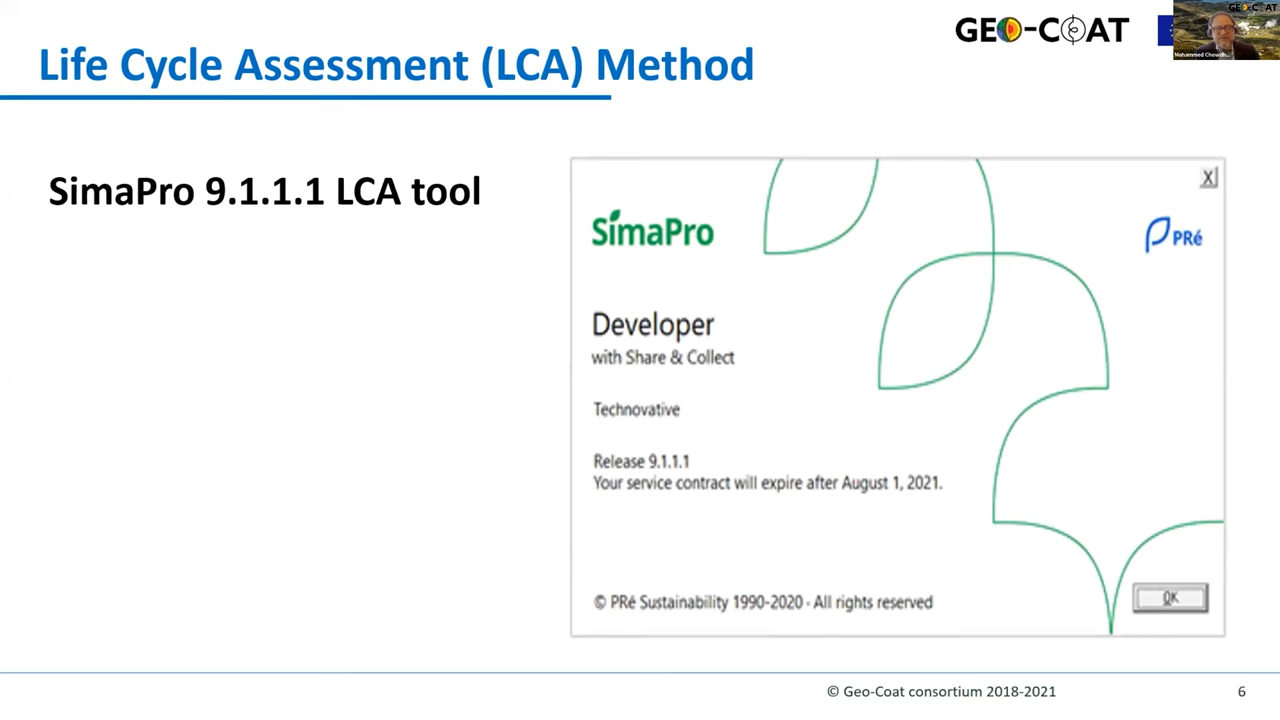 GEO-COAT
GEO-COAT
Life Cycle Assessment (LCA) Method
SimaPro 9.1.1.1 LCA tool
X
SimaPro
PRé
Developer
with Share & Collect
Technovative
Release 9.1.1.1
Your service contract will expire after August 1, 2021.
© PRé Sustainability 1990-2020 - All rights reserved
OK
© Geo-Coat consortium 2018-2021
6